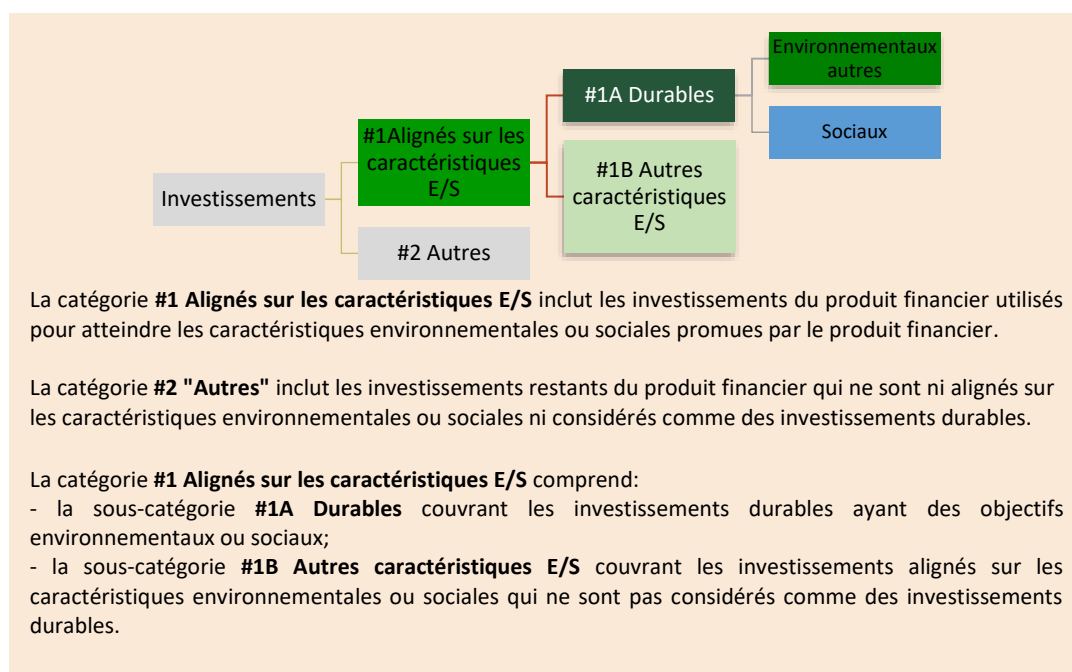 Environnementaux
autres
#1A Durables
#1Alignés sur les
caractéristiques
E/S
Sociaux
#1B Autres
caractéristiques
E/S
Investissements
#2 Autres
La catégorie #1 Alignés sur les caractéristiques E/S inclut les investissements du produit financier utilisés
pour atteindre les caractéristiques environnementales ou sociales promues par le produit financier.
La catégorie #2 "Autres" inclut les investissements restants du produit financier qui ne sont ni alignés sur
les caractéristiques environnementales ou sociales ni considérés comme des investissements durables.
La catégorie #1 Alignés sur les caractéristiques E/S comprend:
- la sous-catégorie #1A Durables couvrant les investissements durables ayant des objectifs
environnementaux ou sociaux;
- la sous-catégorie #1B Autres caractéristiques E/S couvrant les investissements alignés sur les
caractéristiques environnementales ou sociales qui ne sont pas considérés comme des investissements
durables.